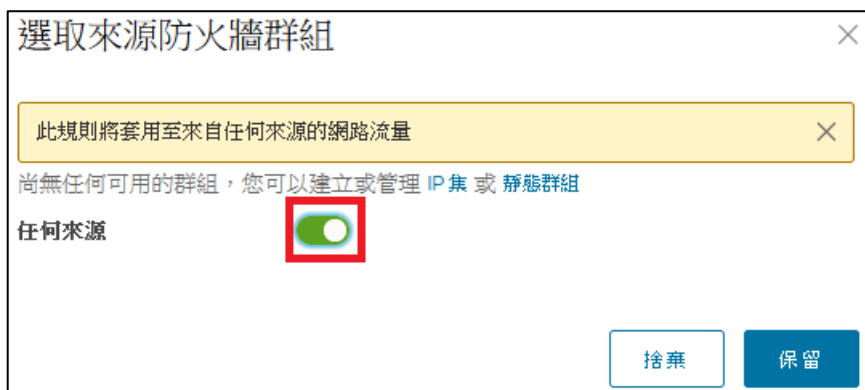 選取來源防火牆群組
此規則將套用至來自任何來源的網路流量
尚無任何可用的群組，您可以建立或管理 IP 集 或 靜態群組
任何來源
捨棄 保留